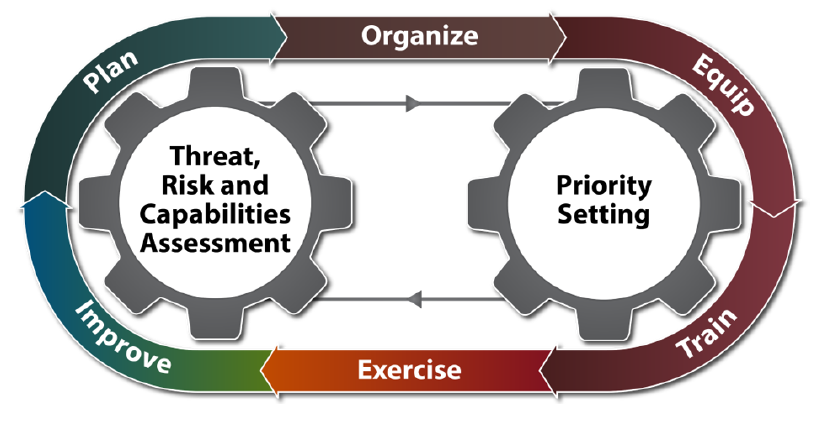 Plan
Organize
Equip
Threat,
Risk and
Capabilities
Assessment
Priority
Setting
Improve
Exercise
Train